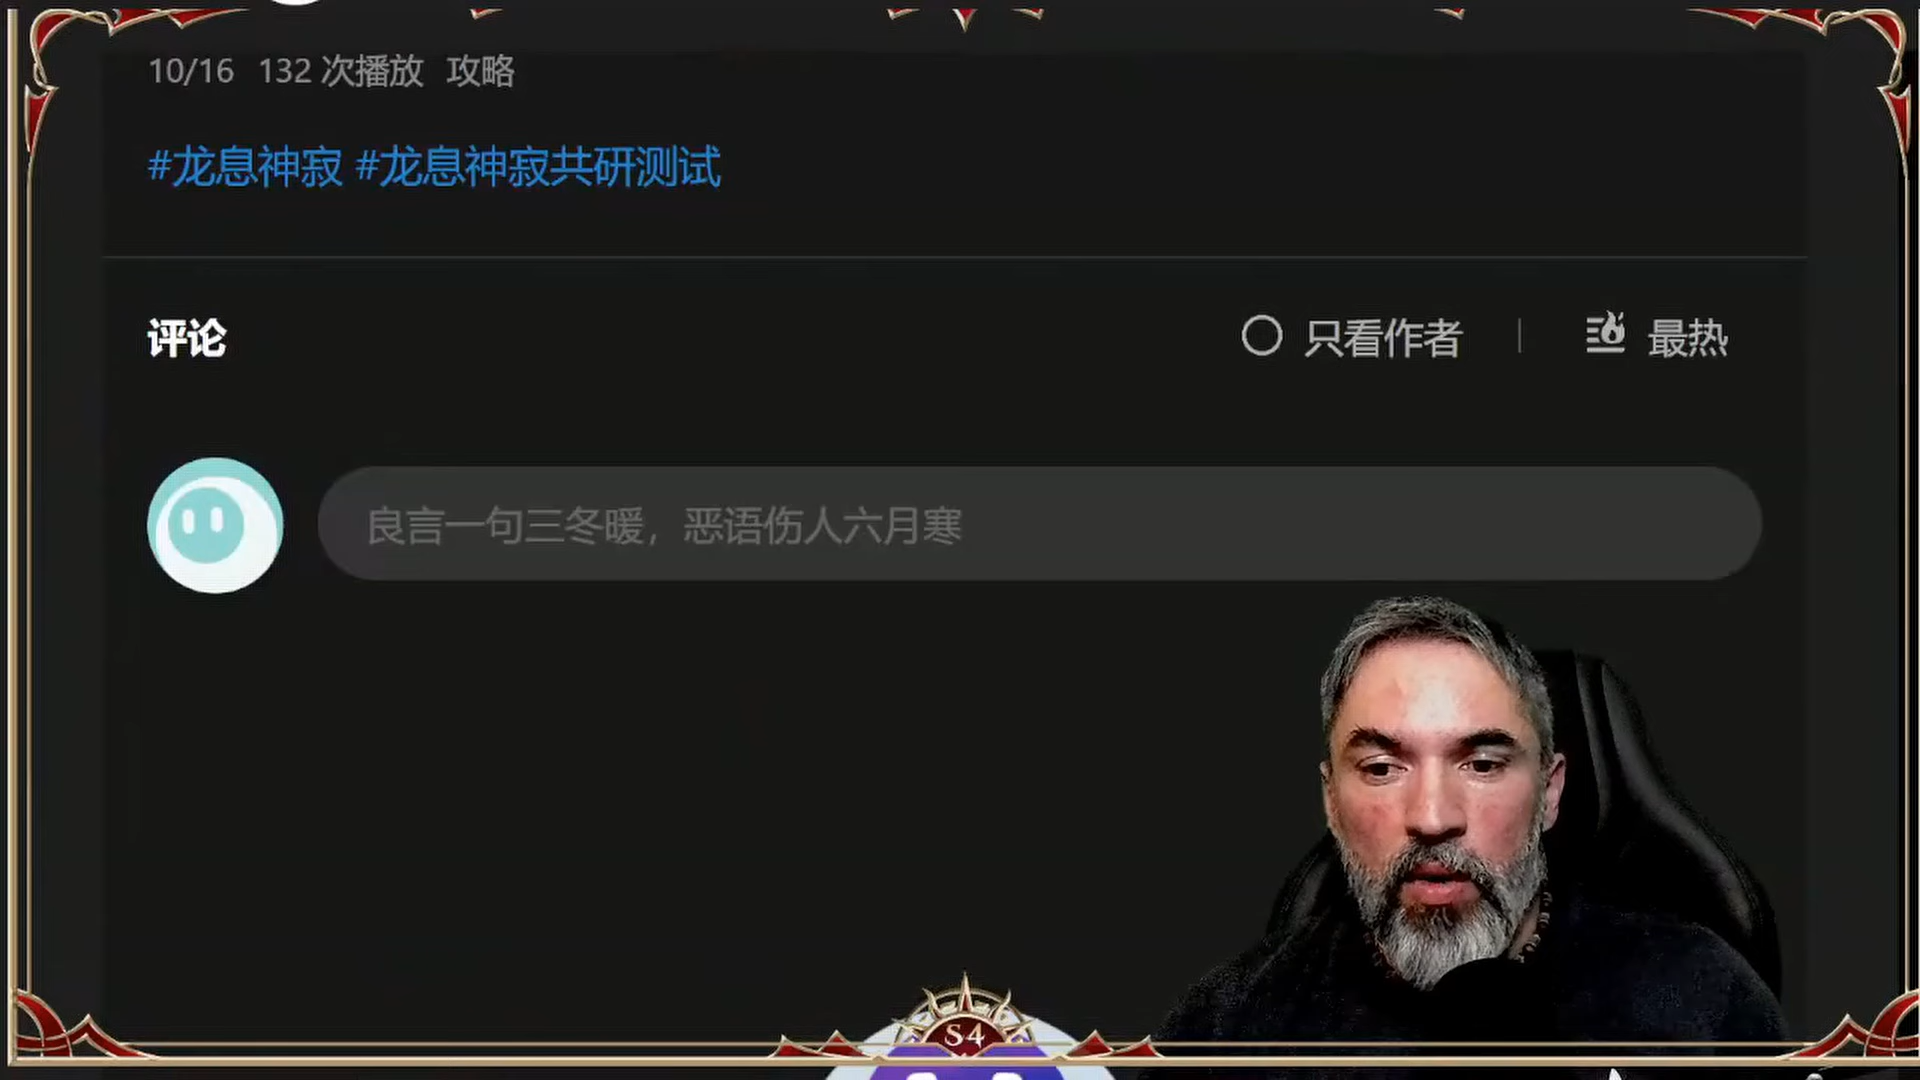 10/16 132 次播放 攻略
#龙息神寂 #龙息神寂共研测试
评论
只看作者
最热
良言一句三冬暖，恶语伤人六月寒
S4